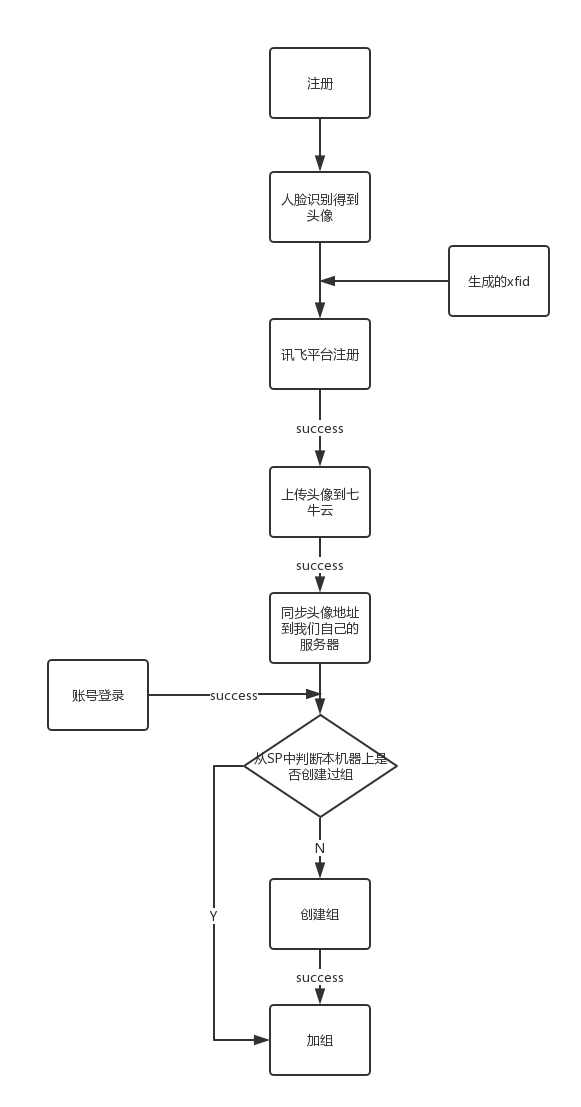 注册
人脸识别得到
头像
生成的xfid
讯飞平台注册
success
上传头像到七
牛云
success
同步头像地址
到我们自己的
服务器
账号登录
success
从SP中判断本机器上是
否创建过组
N
创建组
Y
success
加组